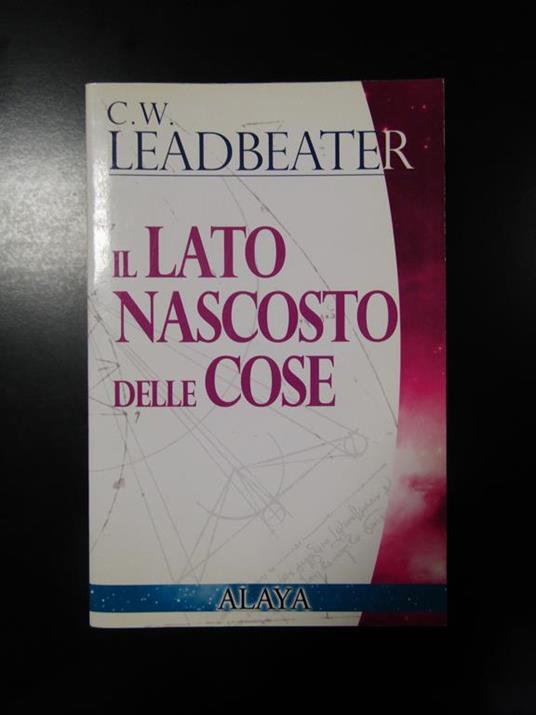 C.W.
LEADBEATER
IL LATO
NASCOSTO
DELLE COSE
ALAYA